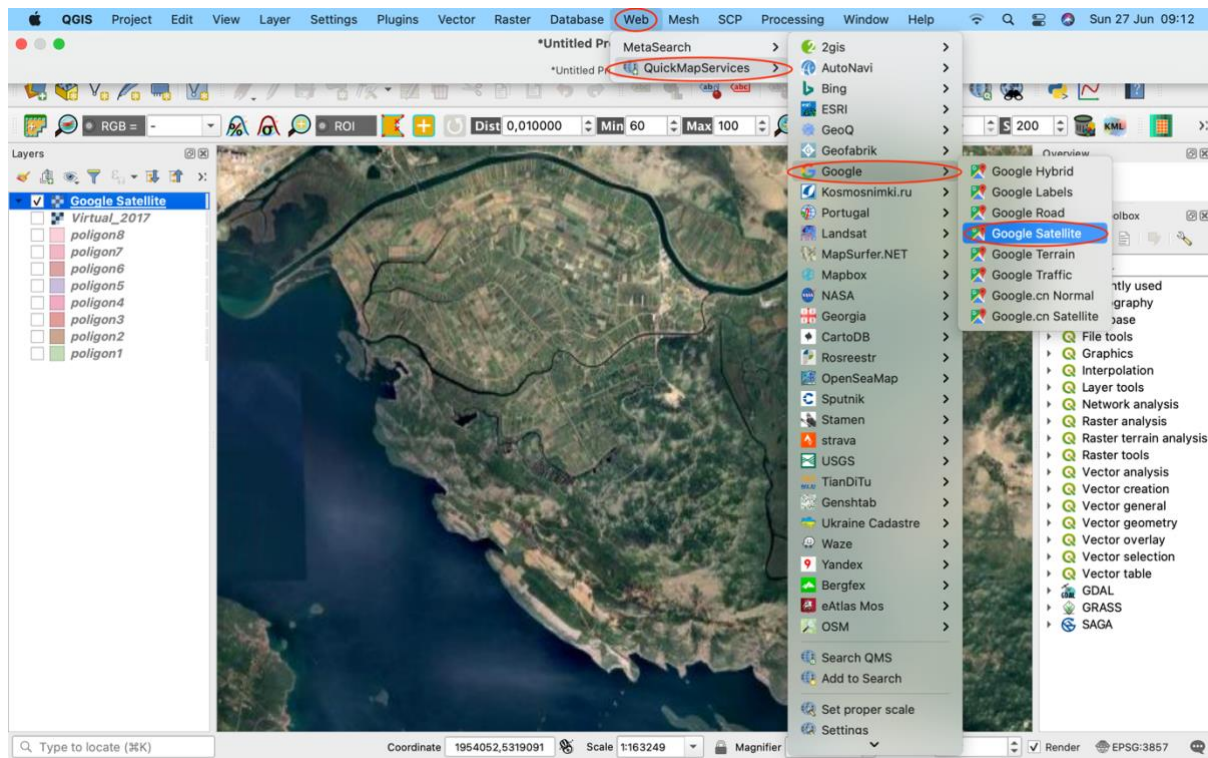 QGIS Project Edit View Layer Settings Plugins Vector Raster Database Web Mesh SCP Processing Window Help Sun 27 Jun 09:12
*Untitled Pr
*Untitled Pr
MetaSearch
QuickMapServices
RGB = - ROI Dist 0,010000 Min 60 Max 100 S 200 KML
Layers
Google Satellite
Virtual_2017
poligon8
poligon7
poligon6
poligon5
poligon4
poligon3
poligon2
poligon1
2gis
AutoNavi
Bing
ESRI
GeoQ
Geofabrik
Google
Kosmosnimki.ru
Portugal
Landsat
MapSurfer.NET
Mapbox
NASA
Georgia
CartoDB
Rosreestr
OpenSeaMap
Sputnik
Stamen
strava
USGS
TianDiTu
Genshtab
Ukraine Cadastre
Waze
Yandex
Bergfex
eAtlas Mos
OSM
Search QMS
Add to Search
Set proper scale
Settings
Overview
Google Hybrid
Google Labels
Google Road
Google Satellite
Google Terrain
Google Traffic
Google.cn Normal
Google.cn Satellite
olbox
ntly used
graphy
base
File tools
Graphics
Interpolation
Layer tools
Network analysis
Raster analysis
Raster terrain analysis
Raster tools
Vector analysis
Vector creation
Vector general
Vector geometry
Vector overlay
Vector selection
Vector table
GDAL
GRASS
SAGA
Type to locate (⌘K) Coordinate 1954052,5319091 Scale 1:163249 Magnifier Render EPSG:3857